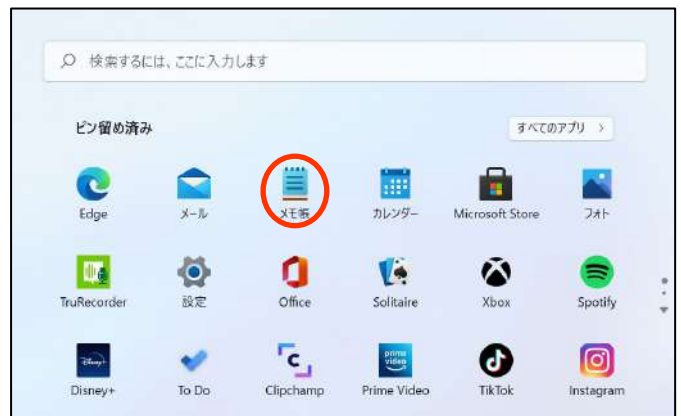 検索するには、ここに入力します
ピン留め済み すべてのアプリ >
Edge メール メモ帳 カレンダー Microsoft Store フォト
TruRecorder 設定 Office Solitaire Xbox Spotify
Disney+
prime video
Disney+ To Do Clipchamp Prime Video TikTok Instagram